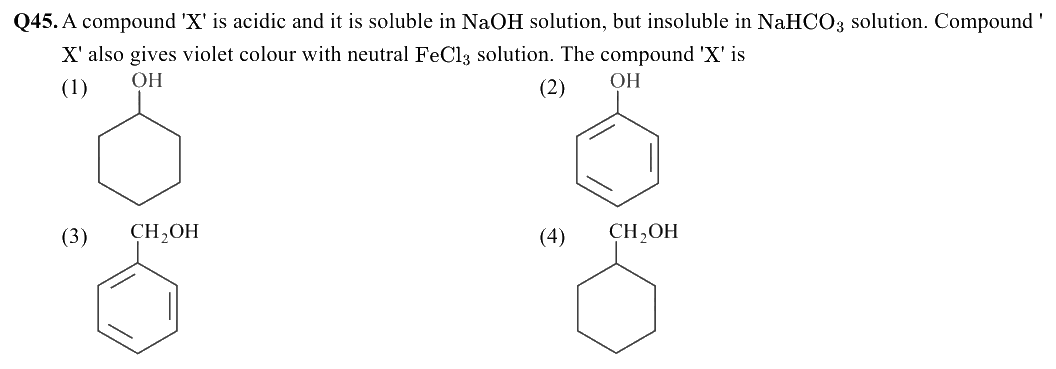 Q45. A compound 'X' is acidic and it is soluble in NaOH solution, but insoluble in NaHCO₃ solution. Compound '
X' also gives violet colour with neutral FeCl₃ solution. The compound 'X' is
(1) OH (2) OH
(3) CH₂OH (4) CH₂OH